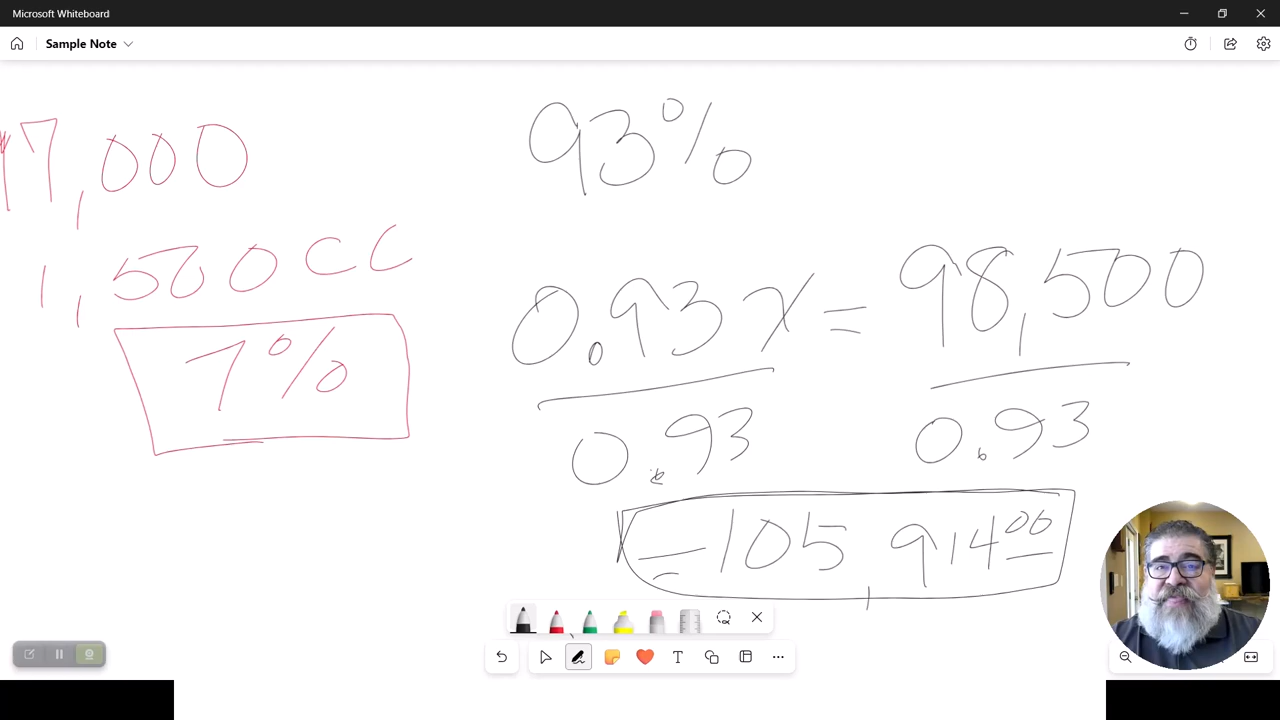 Microsoft Whiteboard
Sample Note
7,000
1,500 CC
7%
93%
0.93x = 98,500
0.93 0.93
= 105,914.00